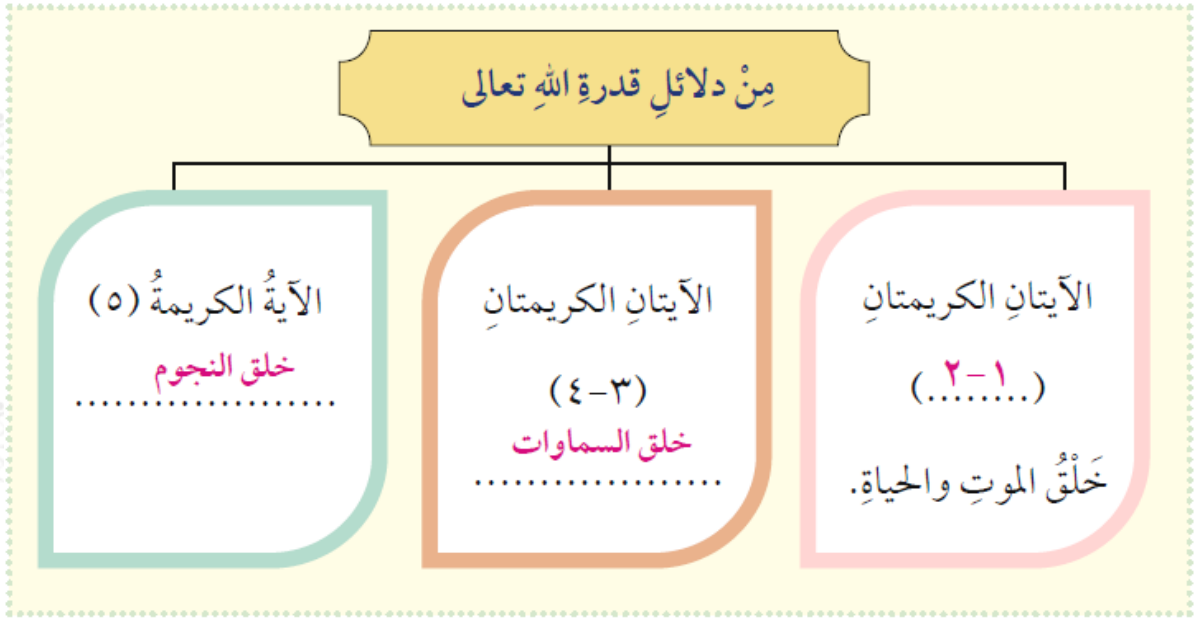 مِنْ دلائلِ قدرةِ اللهِ تعالى
الآيتانِ الكريمتانِ
(..١-٢..)
خَلْقُ الموتِ والحياةِ.
الآيتانِ الكريمتانِ
(٣-٤)
خلق السماوات
...................
الآيةُ الكريمةُ (٥)
خلق النجوم
....................